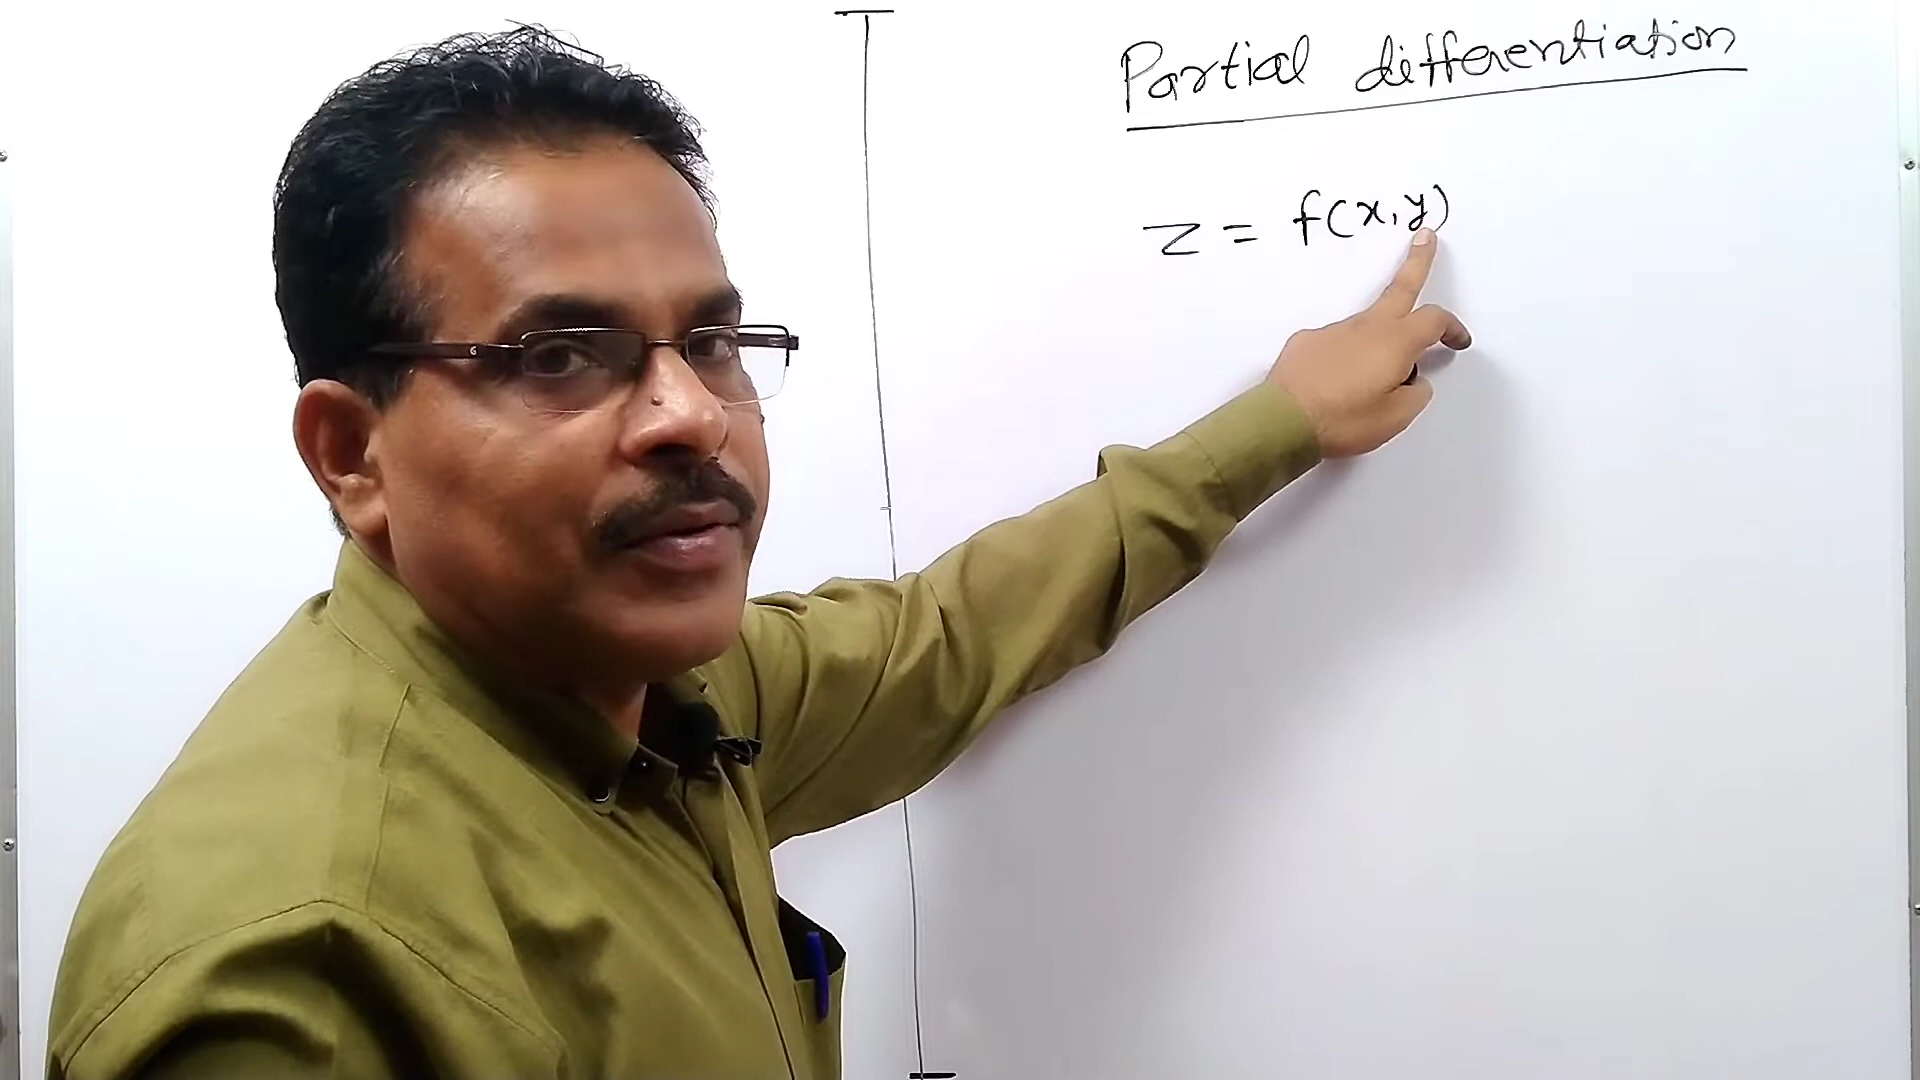 Partial differentiation
z = f(x,y)
G